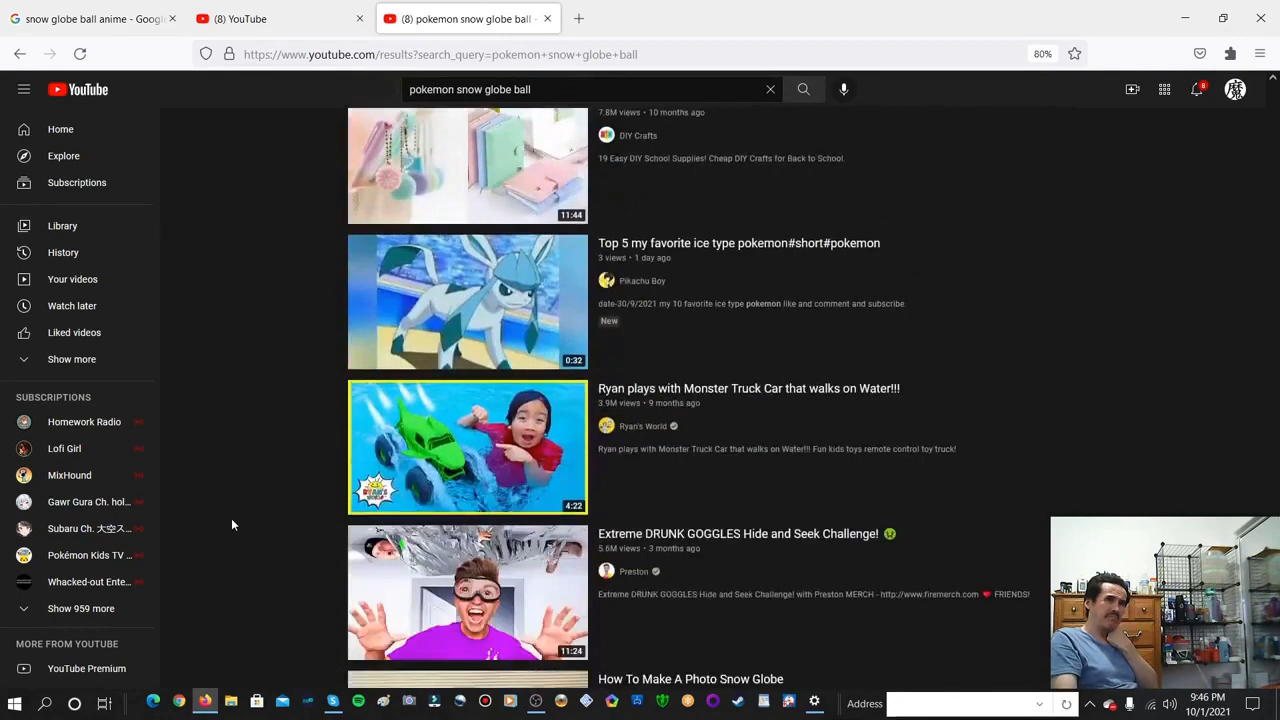 snow globe ball anime - Googl
(8) YouTube
(8) pokemon snow globe ball -
https://www.youtube.com/results?search_query=pokemon+snow+globe+ball
80%
YouTube
pokemon snow globe ball
8
魔
Home
Explore
Subscriptions
Library
History
Your videos
Watch later
Liked videos
Show more
SUBSCRIPTIONS
Homework Radio
Lofi Girl
MixHound
Gawr Gura Ch. hol...
Subaru Ch. 大空ス...
Pokémon Kids TV ...
Whacked-out Ente...
Show 959 more
MORE FROM YOUTUBE
YouTube Premium
7.8M views • 10 months ago
DIY Crafts
19 Easy DIY School Supplies! Cheap DIY Crafts for Back to School.
11:44
Top 5 my favorite ice type pokemon#short#pokemon
3 views • 1 day ago
Pikachu Boy
date-30/9/2021 my 10 favorite ice type pokemon like and comment and subscribe.
New
0:32
Ryan plays with Monster Truck Car that walks on Water!!!
3.9M views • 9 months ago
Ryan's World
Ryan plays with Monster Truck Car that walks on Water!!! Fun kids toys remote control toy truck!
RYAN'S WORLD
4:22
Extreme DRUNK GOGGLES Hide and Seek Challenge! 🤢
5.6M views • 3 months ago
Preston
Extreme DRUNK GOGGLES Hide and Seek Challenge! with Preston MERCH - http://www.firemerch.com ❤ FRIENDS!
11:24
How To Make A Photo Snow Globe
Address
9:46 PM
10/1/2021